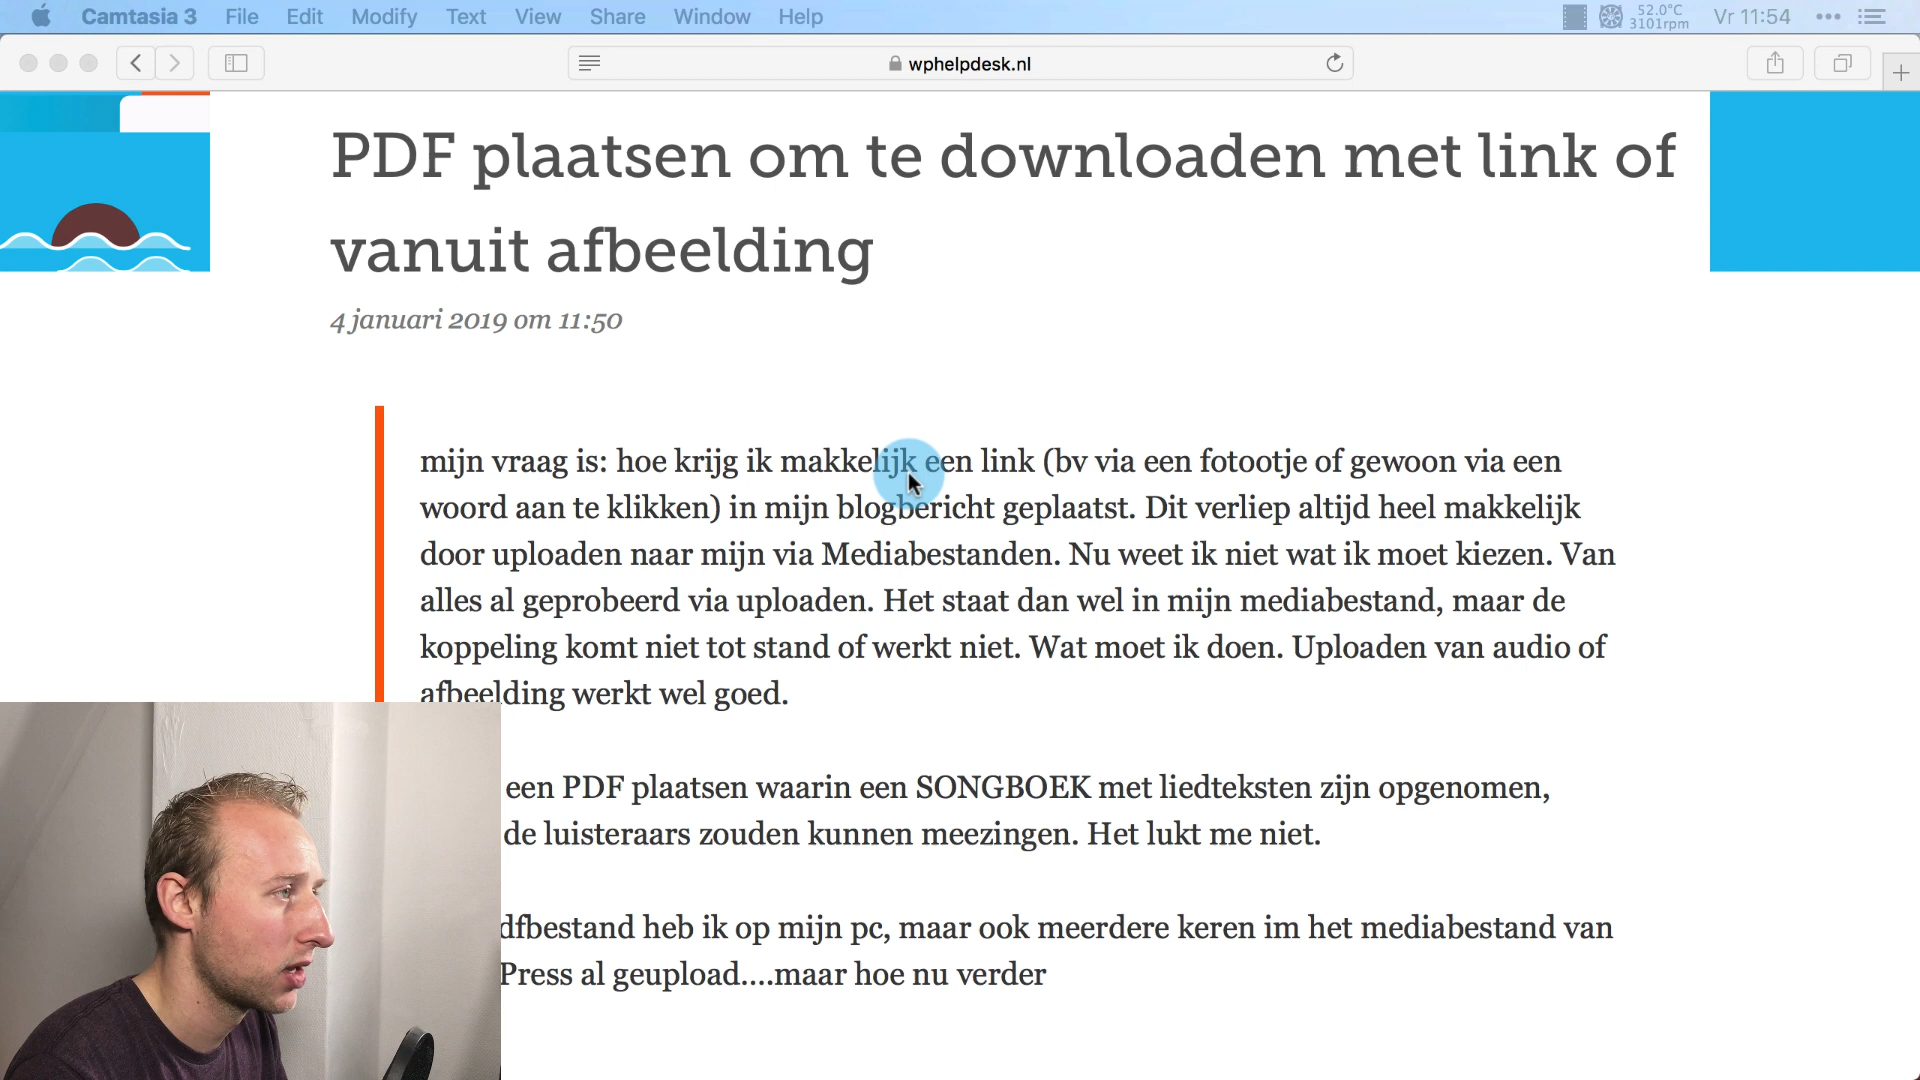 Camtasia 3 File Edit Modify Text View Share Window Help 52.0°C 3101rpm Vr 11:54
wphelpdesk.nl
PDF plaatsen om te downloaden met link of
vanuit afbeelding
4 januari 2019 om 11:50
mijn vraag is: hoe krijg ik makkelijk een link (bv via een fotootje of gewoon via een
woord aan te klikken) in mijn blogbericht geplaatst. Dit verliep altijd heel makkelijk
door uploaden naar mijn via Mediabestanden. Nu weet ik niet wat ik moet kiezen. Van
alles al geprobeerd via uploaden. Het staat dan wel in mijn mediabestand, maar de
koppeling komt niet tot stand of werkt niet. Wat moet ik doen. Uploaden van audio of
afbeelding werkt wel goed.
een PDF plaatsen waarin een SONGBOEK met liedteksten zijn opgenomen,
de luisteraars zouden kunnen meezingen. Het lukt me niet.
dfbestand heb ik op mijn pc, maar ook meerdere keren im het mediabestand van
Press al geupload....maar hoe nu verder